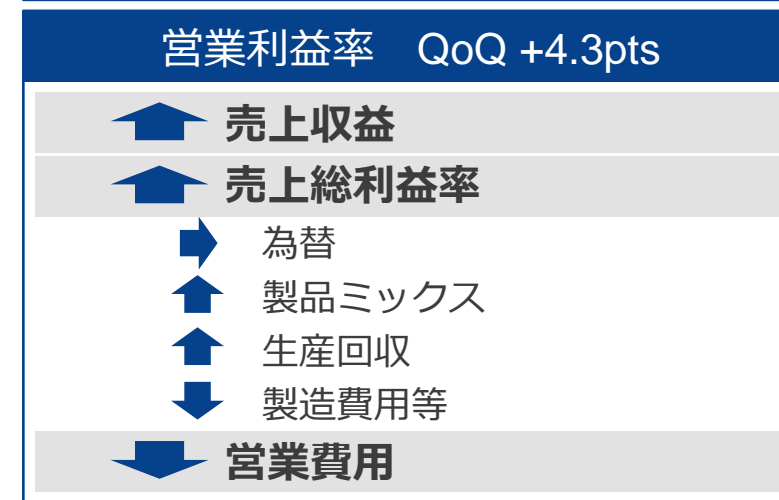 営業利益率　QoQ +4.3pts
売上収益
売上総利益率
為替
製品ミックス
生産回収
製造費用等
営業費用